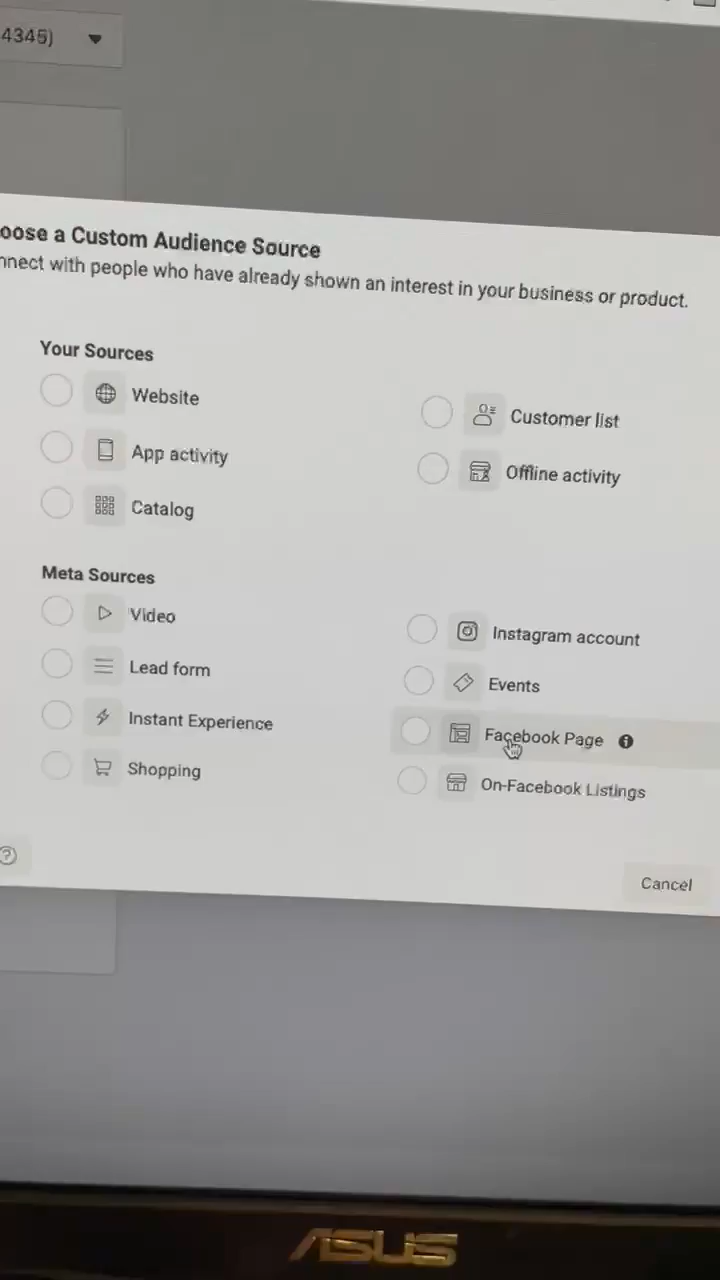 4345)
oose a Custom Audience Source
nnect with people who have already shown an interest in your business or product.
Your Sources
Website
Customer list
App activity
Offline activity
Catalog
Meta Sources
Video
Instagram account
Lead form
Events
Instant Experience
Facebook Page
Shopping
On-Facebook Listings
Cancel
ASUS